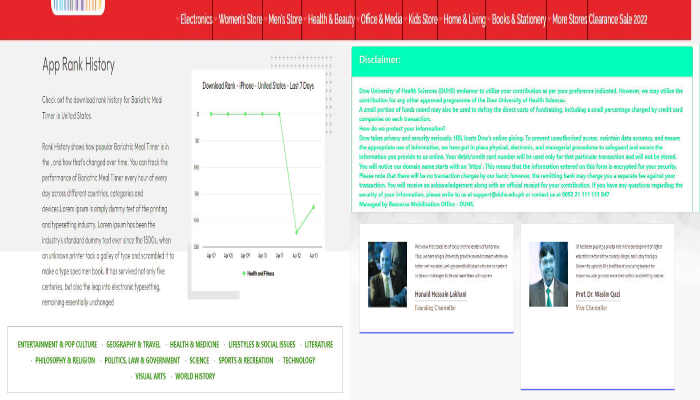 Electronics Women's Store Men's Store Health & Beauty Office & Media Kids Store Home & Living Books & Stationery More Stores Clearance Sale 2022
App Rank History
Check out the download rank history for Bariatric Meal
Timer in United States.
Rank History shows how popular Bariatric Meal Timer is in
the , and how that's changed over time. You can track the
performance of Bariatric Meal Timer every hour of every
day across different countries, categories and
devices.Lorem Ipsum is simply dummy text of the printing
and typesetting industry. Lorem Ipsum has been the
industry's standard dummy text ever since the 1500s, when
an unknown printer took a galley of type and scrambled it to
make a type specimen book. It has survived not only five
centuries, but also the leap into electronic typesetting,
remaining essentially unchanged
Download Rank - iPhone - United States - Last 7 Days
Health and Fitness
ENTERTAINMENT & POP CULTURE · GEOGRAPHY & TRAVEL · HEALTH & MEDICINE · LIFESTYLES & SOCIAL ISSUES · LITERATURE
· PHILOSOPHY & RELIGION · POLITICS, LAW & GOVERNMENT · SCIENCE · SPORTS & RECREATION · TECHNOLOGY
· VISUAL ARTS · WORLD HISTORY
Disclaimer:
Dow University of Health Sciences (DUHS) endeavor to utilize your contribution as per your preference indicated. However, we may utilize the
contribution for any other approved programme of the Dow University of Health Sciences.
A small portion of funds raised may also be used to defray the direct costs of fundraising, including a small percentage charged by credit card
companies on each transaction.
How do we protect your information?
Dow takes privacy and security seriously. HBL hosts Dow's online giving. To prevent unauthorized access, maintain data accuracy, and ensure
the appropriate use of information, we have put in place physical, electronic, and managerial procedures to safeguard and secure the
information you provide to us online. Your debit/credit card number will be used only for that particular transaction and will not be stored.
You will notice our domain name starts with an 'https'. This means that the information entered on this form is encrypted for your security.
Please note that there will be no transaction charges by our bank; however, the remitting bank may charge you a separate fee against your
transaction. You will receive an acknowledgement along with an official receipt for your contribution. If you have any questions regarding the
security of your information, please write to us at support@duhs.edu.pk or contact us at 0092 21 111 113 847
Managed by Resource Mobilization Office - DUHS.
Hunaid Hussain Lakhani
Founding Chancellor
Prof. Dr. Wasim Qazi
Vice Chancellor